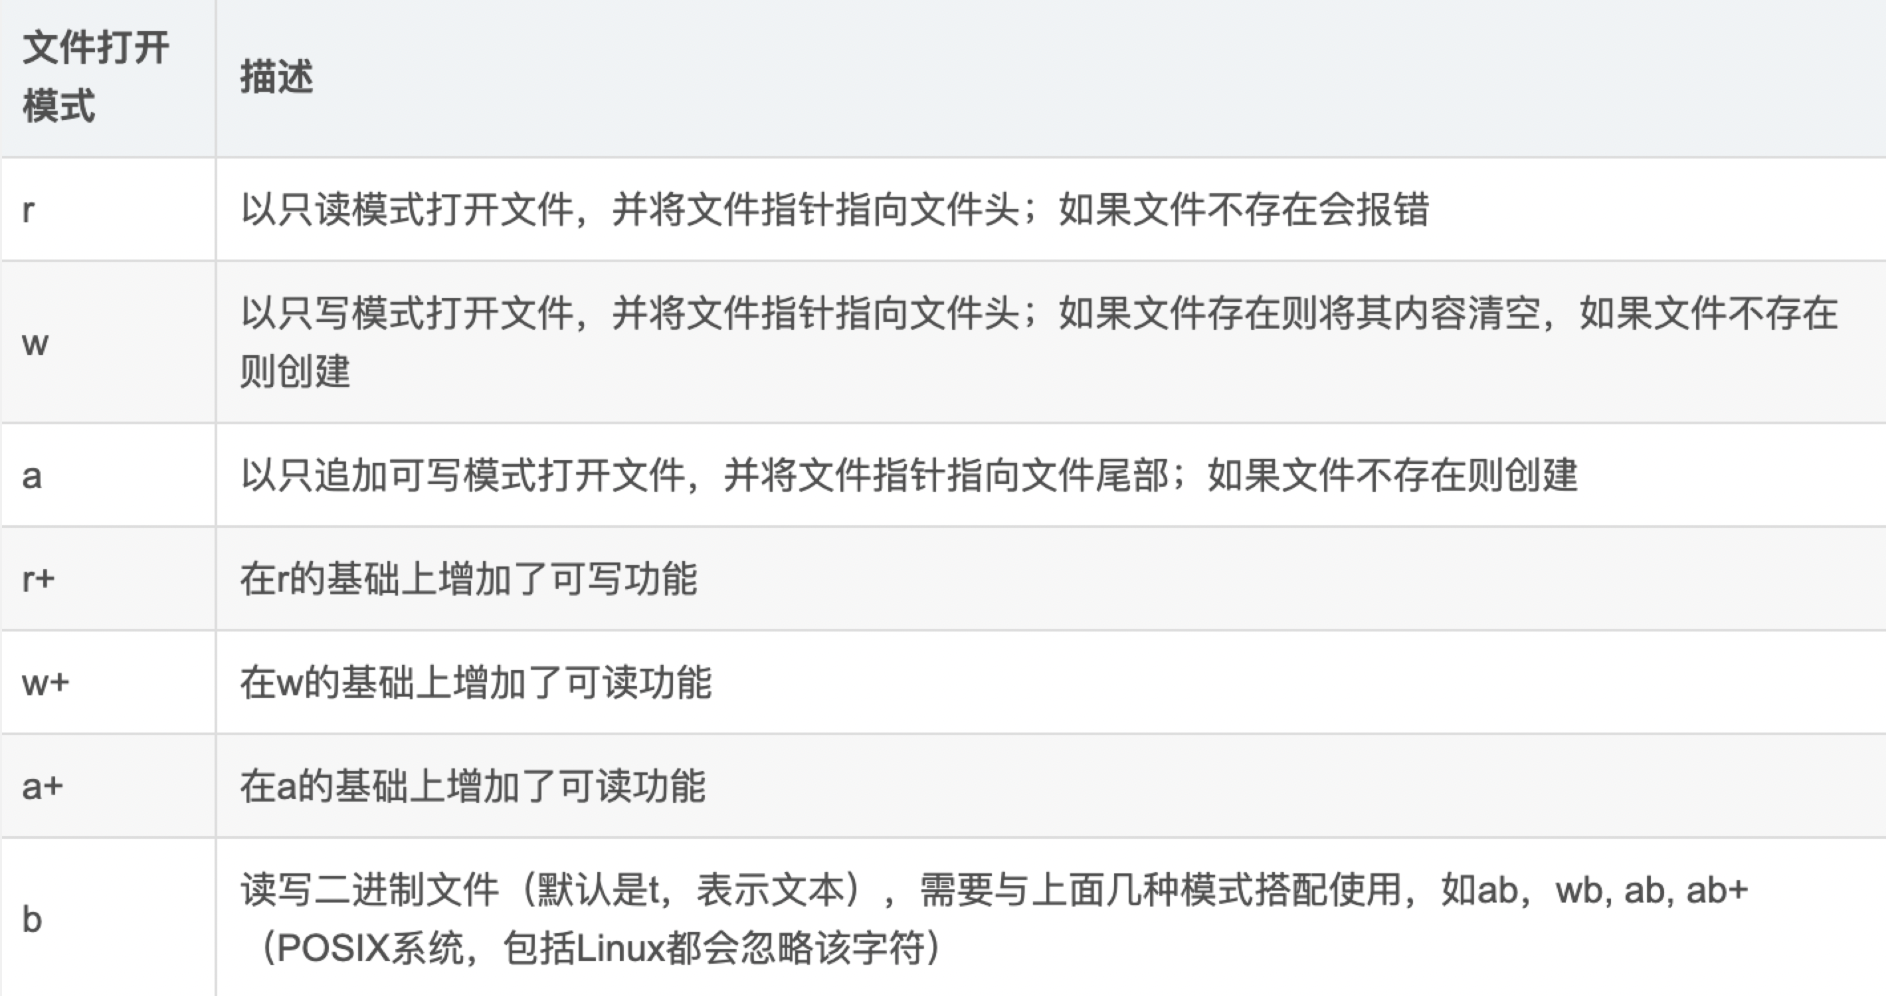 文件打开
模式
描述
r
以只读模式打开文件，并将文件指针指向文件头；如果文件不存在会报错
w
以只写模式打开文件，并将文件指针指向文件头；如果文件存在则将其内容清空，如果文件不存在
则创建
a
以只追加可写模式打开文件，并将文件指针指向文件尾部；如果文件不存在则创建
r+
在r的基础上增加了可写功能
w+
在w的基础上增加了可读功能
a+
在a的基础上增加了可读功能
b
读写二进制文件（默认是t，表示文本），需要与上面几种模式搭配使用，如ab，wb, ab, ab+
（POSIX系统，包括Linux都会忽略该字符）